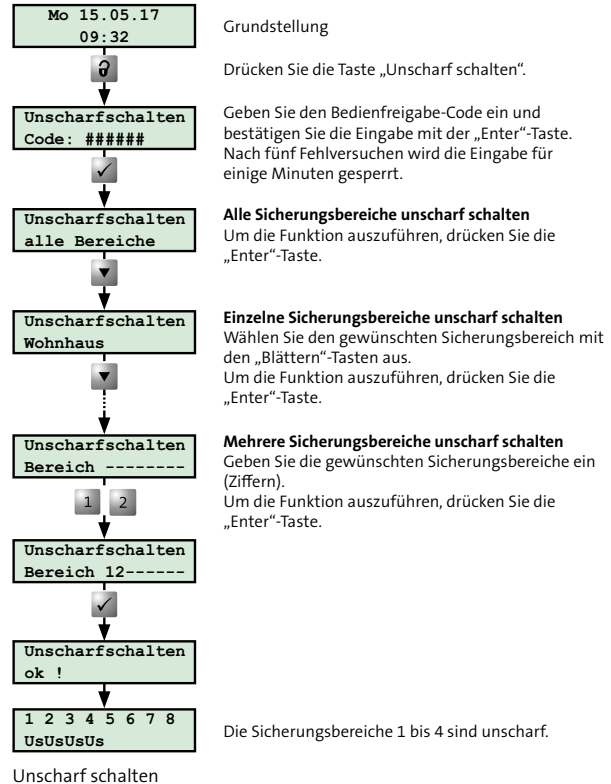 Mo 15.05.17
09:32
Grundstellung
Drücken Sie die Taste „Unscharf schalten“.
Unscharfschalten
Code: ######
Geben Sie den Bedienfreigabe-Code ein und
bestätigen Sie die Eingabe mit der „Enter“-Taste.
Nach fünf Fehlversuchen wird die Eingabe für
einige Minuten gesperrt.
Unscharfschalten
alle Bereiche
Alle Sicherungsbereiche unscharf schalten
Um die Funktion auszuführen, drücken Sie die
„Enter“-Taste.
Unscharfschalten
Wohnhaus
Einzelne Sicherungsbereiche unscharf schalten
Wählen Sie den gewünschten Sicherungsbereich mit
den „Blättern“-Tasten aus.
Um die Funktion auszuführen, drücken Sie die
„Enter“-Taste.
Unscharfschalten
Bereich --------
Mehrere Sicherungsbereiche unscharf schalten
Geben Sie die gewünschten Sicherungsbereiche ein
(Ziffern).
Um die Funktion auszuführen, drücken Sie die
„Enter“-Taste.
1 2
Unscharfschalten
Bereich 12------
Unscharfschalten
ok !
1 2 3 4 5 6 7 8
UsUsUsUs
Die Sicherungsbereiche 1 bis 4 sind unscharf.
Unscharf schalten